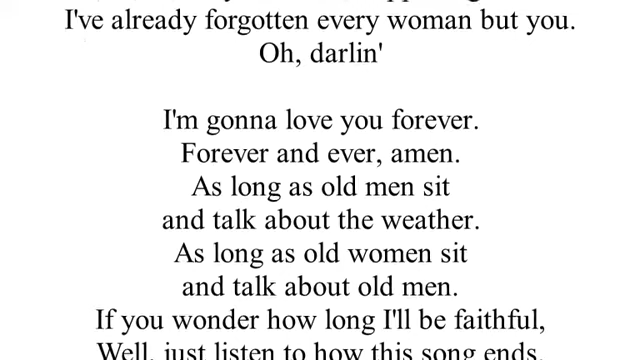 I've already forgotten every woman but you.
Oh, darlin'
I'm gonna love you forever.
Forever and ever, amen.
As long as old men sit
and talk about the weather.
As long as old women sit
and talk about old men.
If you wonder how long I'll be faithful,
Well, just listen to how this song ends.